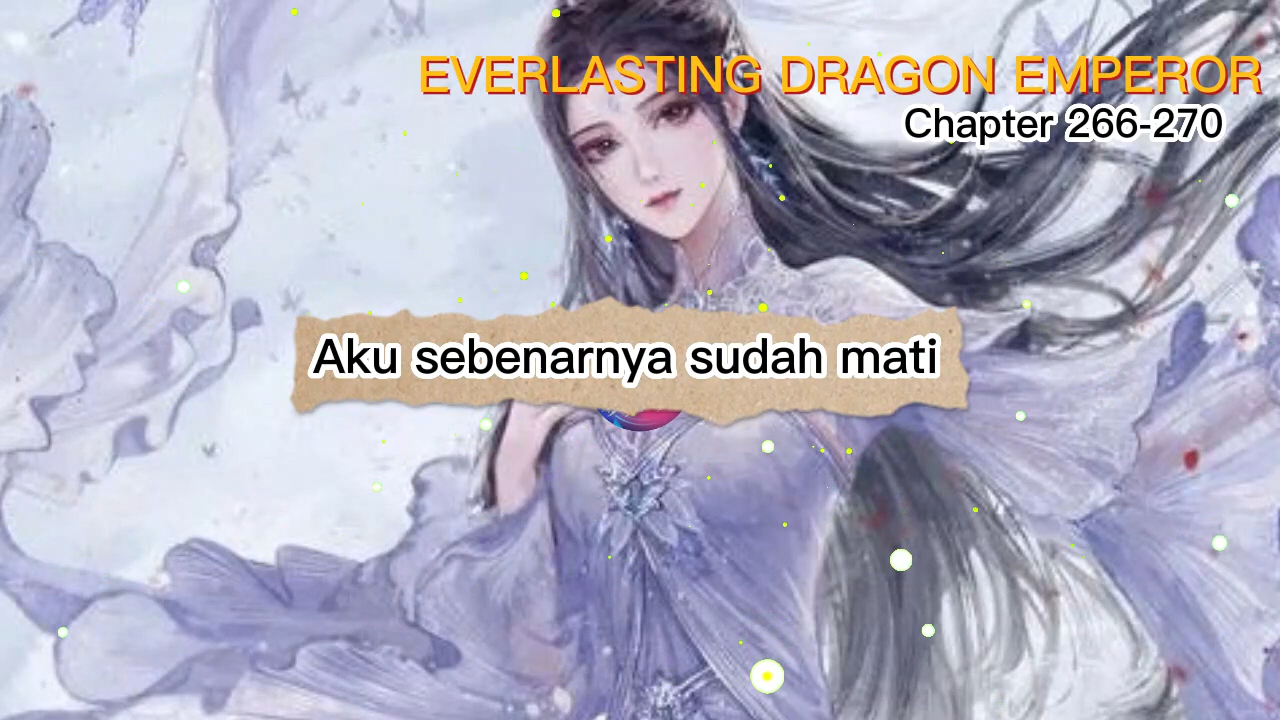 EVERLASTING DRAGON EMPEROR
Chapter 266-270
Aku sebenarnya sudah mati